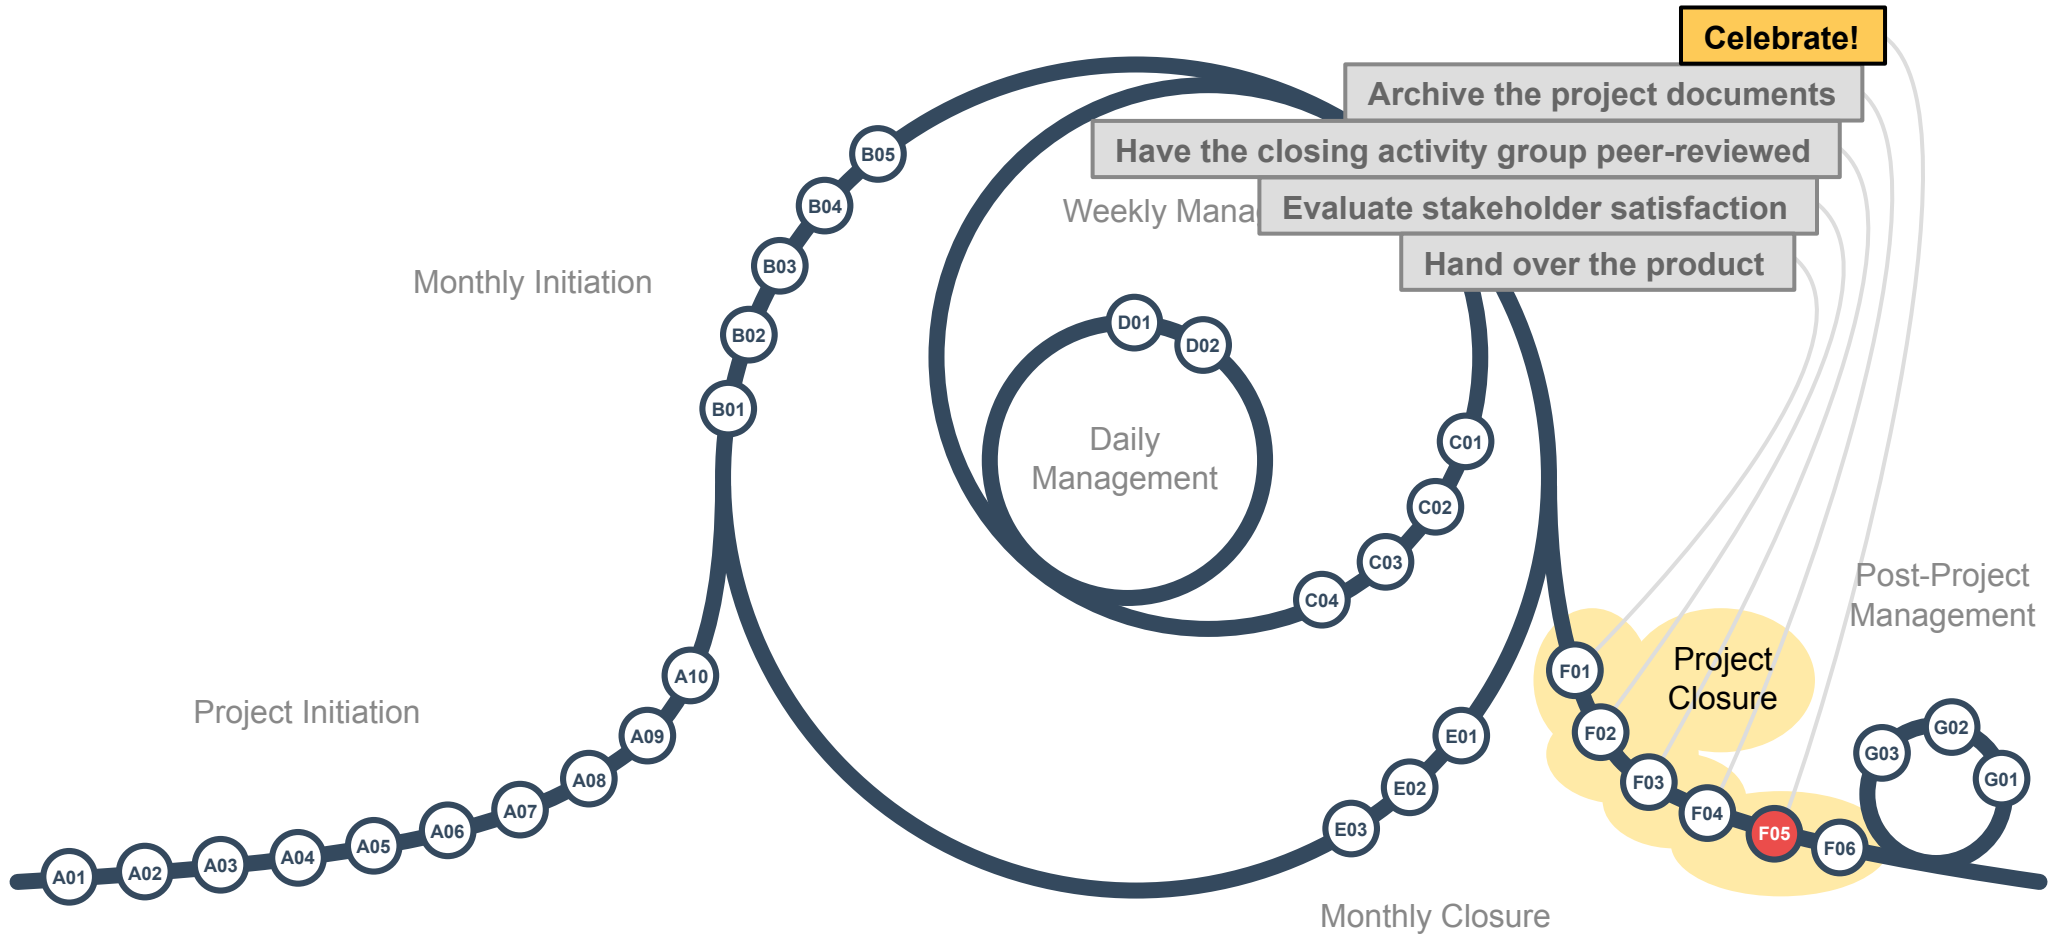 Celebrate!
Archive the project documents
Have the closing activity group peer-reviewed
Weekly Mana
Evaluate stakeholder satisfaction
Hand over the product
Monthly Initiation
B05
B04
B03
B02
B01
D01
D02
Daily
Management
C01
C02
C03
C04
Post-Project
Management
Project
Closure
Project Initiation
A01
A02
A03
A04
A05
A06
A07
A08
A09
A10
E01
E02
E03
F01
F02
F03
F04
F05
F06
G03
G02
G01
Monthly Closure